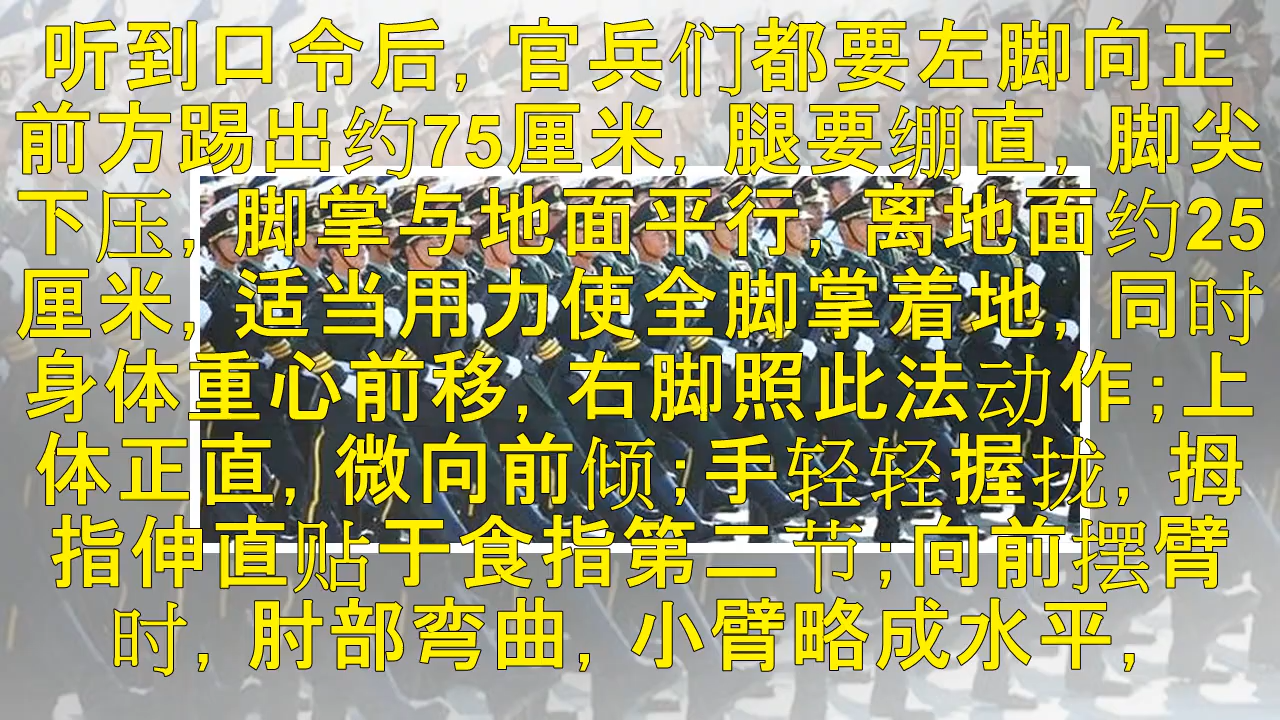 听到口令后,官兵们都要左脚向正
前方踢出约75厘米,腿要绷直,脚尖
下压,脚掌与地面平行,离地面约25
厘米,适当用力使全脚掌着地,同时
身体重心前移,右脚照此法动作;上
体正直,微向前倾;手轻轻握拢,拇
指伸直贴于食指第二节;向前摆臂
时,肘部弯曲,小臂略成水平,